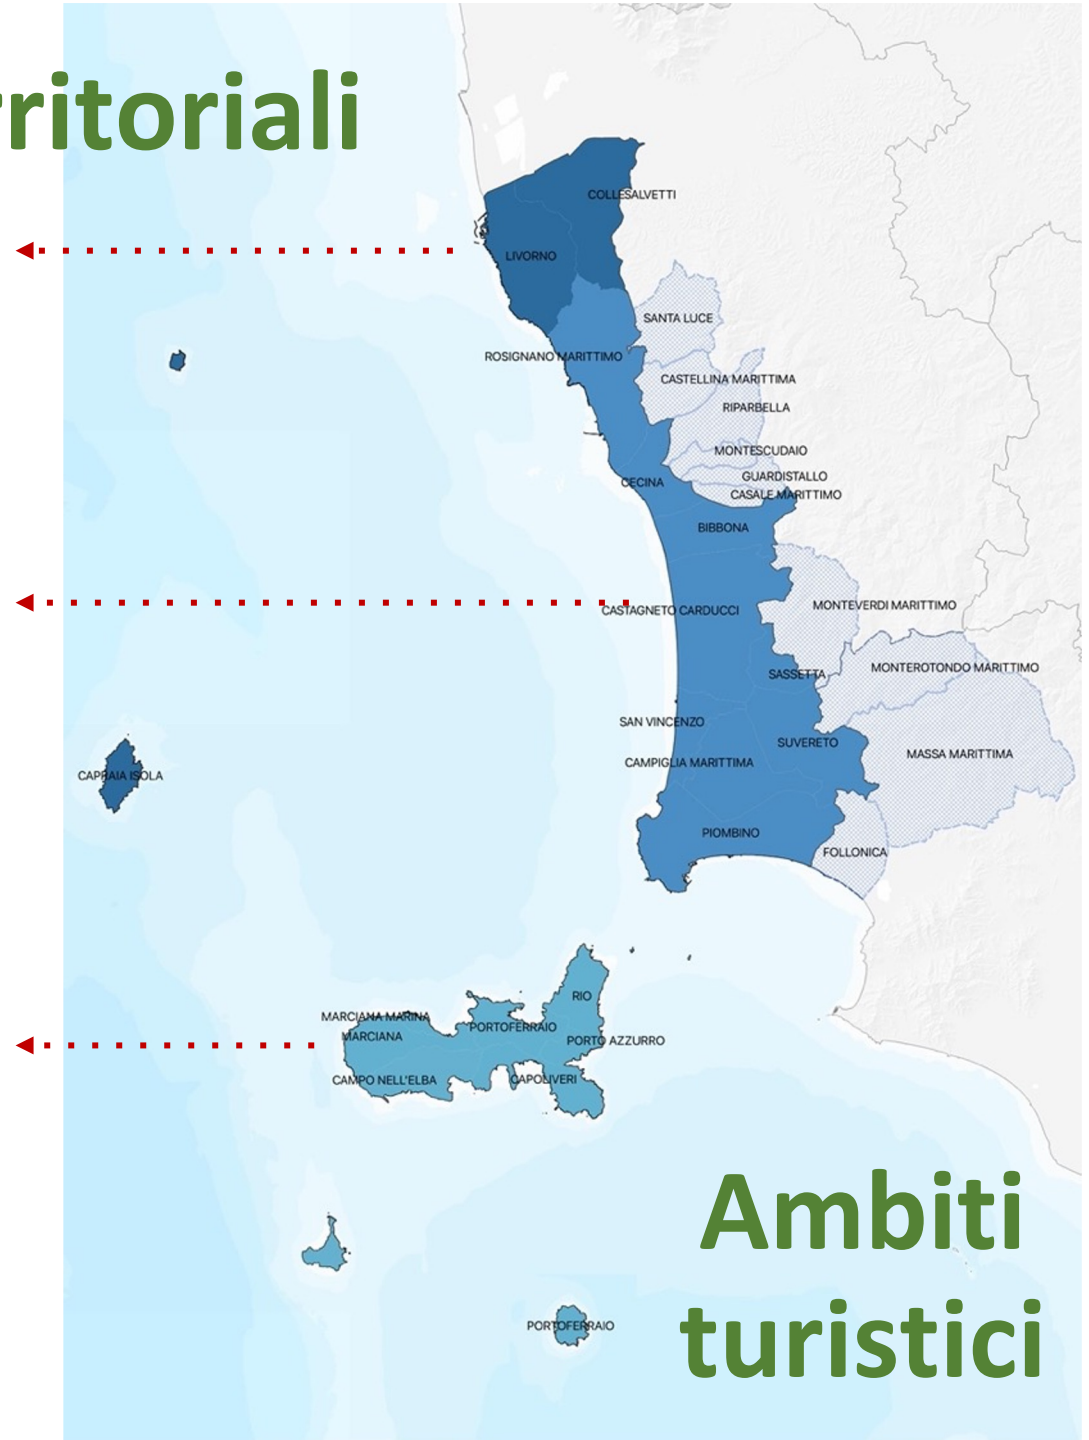 rritoriali
COLLESALVETTI
LIVORNO
SANTA LUCE
ROSIGNANO MARITTIMO
CASTELLINA MARITTIMA
RIPARBELLA
MONTESCUDAIO
GUARDISTALLO
CECINA
CASALE MARITTIMO
BIBBONA
MONTEVERDI MARITTIMO
CASTAGNETO CARDUCCI
MONTEROTONDO MARITTIMO
SASSETTA
SAN VINCENZO
SUVERETO
MASSA MARITTIMA
CAMPIGLIA MARITTIMA
CAPRAIA ISOLA
PIOMBINO
FOLLONICA
RIO
MARCIANA MARINA
PORTOFERRAIO
MARCIANA
PORTO AZZURRO
CAMPO NELL'ELBA
CAPOLIVERI
Ambiti
turistici
PORTOFERRAIO